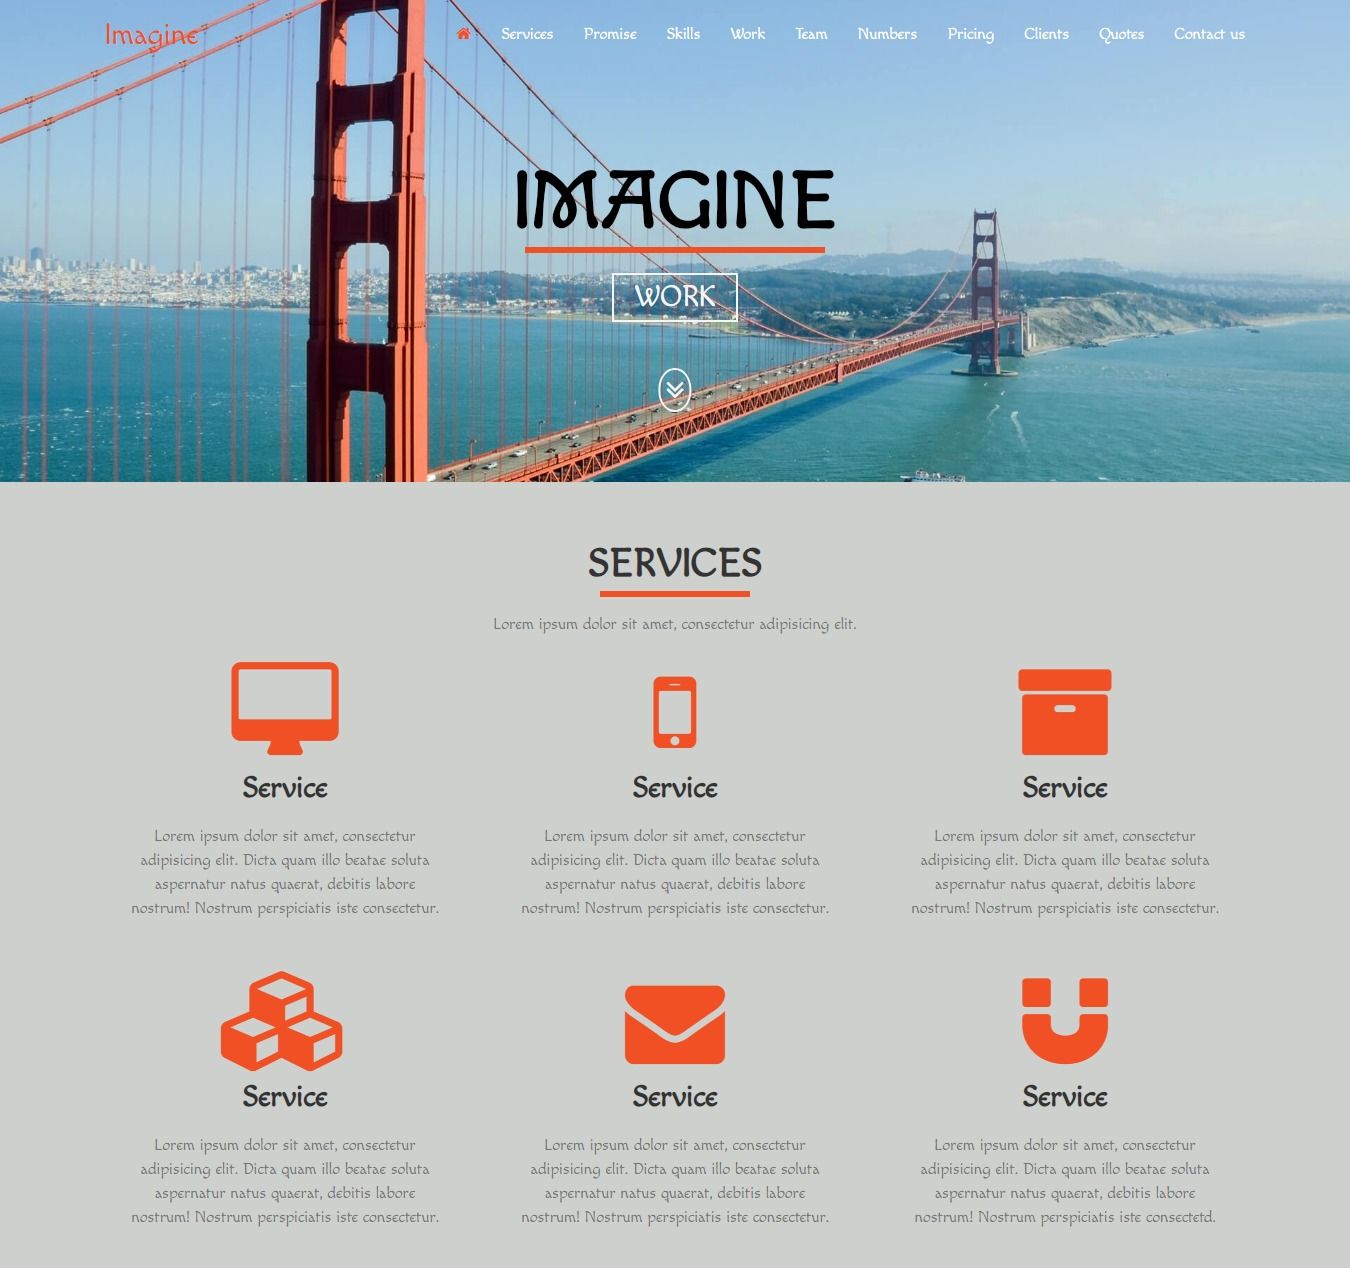 Imagine
Services Promise Skills Work Team Numbers Pricing Clients Quotes Contact us
IMAGINE
WORK
SERVICES
Lorem ipsum dolor sit amet, consectetur adipisicing elit.
Service
Lorem ipsum dolor sit amet, consectetur
adipisicing elit. Dicta quam illo beatae soluta
aspernatur natus quaerat, debitis labore
nostrum! Nostrum perspiciatis iste consectetur.
Service
Lorem ipsum dolor sit amet, consectetur
adipisicing elit. Dicta quam illo beatae soluta
aspernatur natus quaerat, debitis labore
nostrum! Nostrum perspiciatis iste consectetur.
Service
Lorem ipsum dolor sit amet, consectetur
adipisicing elit. Dicta quam illo beatae soluta
aspernatur natus quaerat, debitis labore
nostrum! Nostrum perspiciatis iste consectetur.
Service
Lorem ipsum dolor sit amet, consectetur
adipisicing elit. Dicta quam illo beatae soluta
aspernatur natus quaerat, debitis labore
nostrum! Nostrum perspiciatis iste consectetur.
Service
Lorem ipsum dolor sit amet, consectetur
adipisicing elit. Dicta quam illo beatae soluta
aspernatur natus quaerat, debitis labore
nostrum! Nostrum perspiciatis iste consectetur.
Service
Lorem ipsum dolor sit amet, consectetur
adipisicing elit. Dicta quam illo beatae soluta
aspernatur natus quaerat, debitis labore
nostrum! Nostrum perspiciatis iste consectetd.